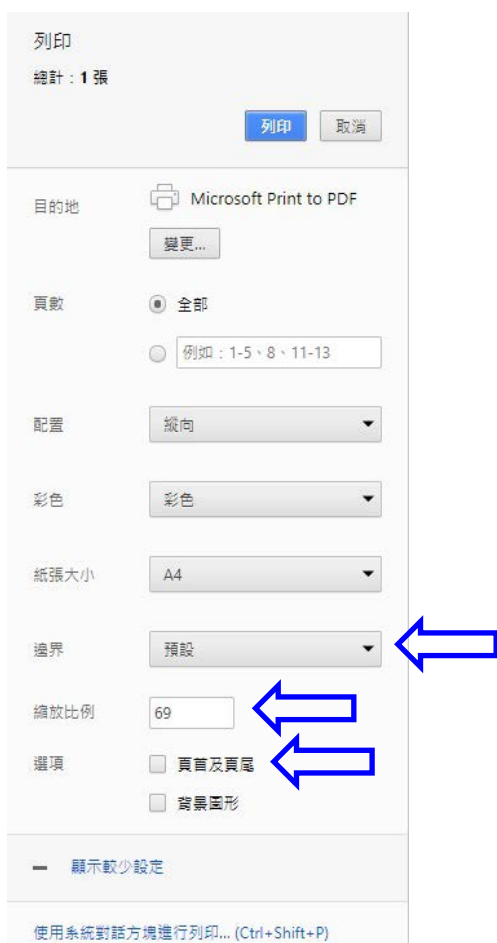 列印
總計：1 張
列印 取消
目的地 Microsoft Print to PDF
變更...
頁數 全部
例如：1-5、8、11-13
配置 縱向
彩色 彩色
紙張大小 A4
邊界 預設
縮放比例 69
選項 頁首及頁尾
背景圖形
顯示較少設定
使用系統對話方塊進行列印... (Ctrl+Shift+P)